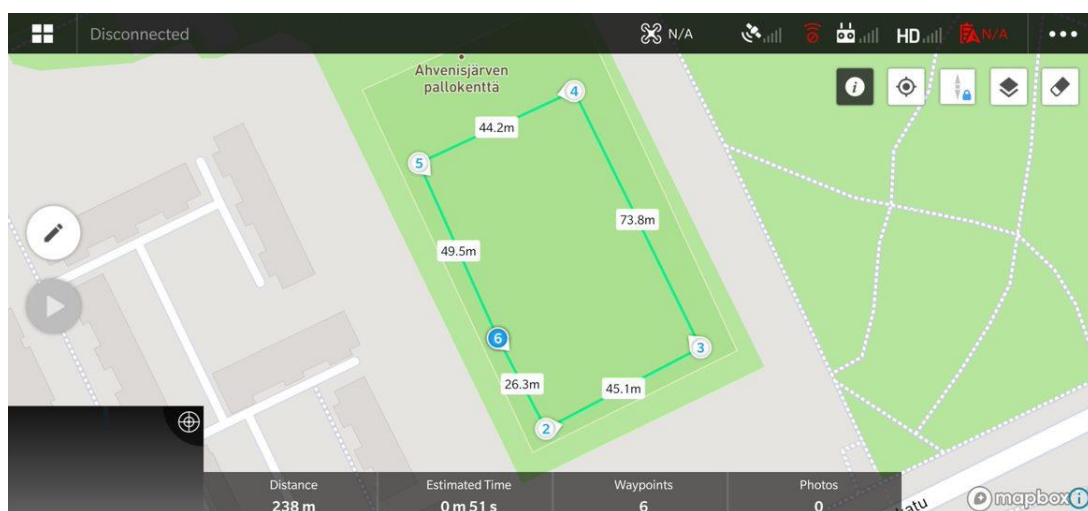 Disconnected
N/A
HD
N/A
i
Ahvenisjärven
pallokenttä
4
44.2m
5
73.8m
49.5m
6
3
26.3m
45.1m
2
Distance
Estimated Time
Waypoints
Photos
238 m
0 m 51 s
6
0
atu
mapbox
i